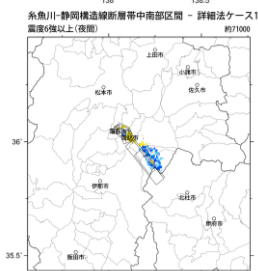 138° 138.5°
糸魚川-静岡構造線断層帯中南部区間 - 詳細法ケース1
震度6強以上（夜間） 約71000
上田市
小諸市
佐久市
松本市
36°
伊那市
北杜市
甲府市
35.5°
飯田市